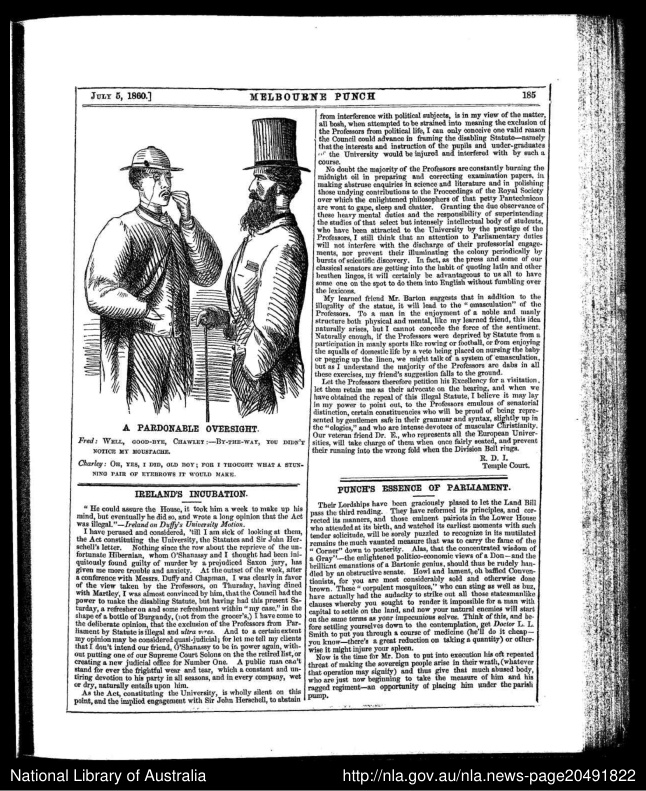 July 5, 1860.]
MELBOURNE PUNCH
185
A PARDONABLE OVERSIGHT.
Fred: Well, good-bye, Chawley:—By-the-way, you didn't
notice my moustache.
Charley: Oh, yes, I did, old boy; for I thought what a stun-
ning pair of eyebrows it would make.
IRELAND'S INCUBATION.
"He could assure the House, it took him a week to make up his
mind, but eventually he did so, and wrote a long opinion that the Act
was illegal."—Ireland on Duffy's University Motion.
I have perused and considered, 'till I am sick of looking at them,
the Act constituting the University, the Statutes and Sir John Her-
schell's letter. Nothing since the row about the reprieve of the un-
fortunate Hibernian, whom O'Shanassy and I thought had been ini-
quitously found guilty of murder by a prejudiced Saxon jury, has
given me more trouble and anxiety. At the outset of the week, after
a conference with Messrs. Duffy and Chapman, I was clearly in favor
of the view taken by the Professors, on Thursday, having dined
with Martley, I was almost convinced by him, that the Council had the
power to make the disabling Statute, but having had this present Sa-
turday, a refresher on and some refreshment within "my case," in the
shape of a bottle of Burgundy, (not from the grocer's,) I have come to
the deliberate opinion, that the exclusion of the Professors from Par-
liament by Statute is illegal and ultra vires. And to a certain extent
my opinion may be considered quasi-judicial; for let me tell my clients
that I don't intend our friend, O'Shanassy to be in power again, with-
out putting one of our Supreme Court Solons on the retired list, or
creating a new judicial office for Number One. A public man can't
stand for ever the frightful wear and tear, which a constant and un-
tiring devotion to his party in all seasons, and in every company, wet
or dry, naturally entails upon him.
As the Act, constituting the University, is wholly silent on this
point, and the implied engagement with Sir John Herschell, to abstain
from interference with political subjects, is in my view of the matter,
all bosh, when attempted to be strained into meaning the exclusion of
the Professors from political life, I can only conceive one valid reason
the Council could advance in framing the disabling Statute—namely
that the interests and instruction of the pupils and under-graduates
the University would be injured and interfered with by such a
course.
No doubt the majority of the Professors are constantly burning the
midnight oil in preparing and correcting examination papers, in
making abstruse enquiries in science and literature and in polishing
those undying contributions to the Proceedings of the Royal Society
over which the enlightened philosophers of that petty Pantechnicon
are wont to gape, sleep and chatter. Granting the due observance of
these heavy mental duties and the responsibility of superintending
the studies of that select but intensely intellectual body of students,
who have been attracted to the University by the prestige of the
Professors, I still think that an attention to Parliamentary duties
will not interfere with the discharge of their professorial engage-
ments, nor prevent their illuminating the colony periodically by
bursts of scientific discovery. In fact, as the press and some of our
classical senators are getting into the habit of quoting latin and other
heathen lingos, it will certainly be advantageous to us all to have
some one on the spot to do them into English without fumbling over
the lexicons.
My learned friend Mr. Barton suggests that in addition to the
illegality of the statue, it will lead to the "emasculation" of the
Professors. To a man in the enjoyment of a noble and manly
structure both physical and mental, like my learned friend, this idea
naturally arises, but I cannot concede the force of the sentiment.
Naturally enough, if the Professors were deprived by Statute from a
participation in manly sports like rowing or football, or from enjoying
the squalls of domestic life by a veto being placed on nursing the baby
or pegging up the linen, we might talk of a system of emasculation,
but as I understand the majority of the Professors are dabs in all
these exercises, my friend's suggestion falls to the ground.
Let the Professors therefore petition his Excellency for a visitation,
let them retain me as their advocate on the hearing, and when we
have obtained the repeal of this illegal Statute, I believe it may lay
in my power to point out, to the Professors emulous of senatorial
distinction, certain constituencies who will be proud of being repre-
sented by gentlemen safe in their grammar and syntax, slightly up in
the "ologies," and who are intense devotees of muscular Christianity.
Our veteran friend Dr. E., who represents all the European Univer-
sities, will take charge of them when once fairly seated, and prevent
their running into the wrong fold when the Division Bell rings.
R. D. I.
Temple Court.
PUNCH'S ESSENCE OF PARLIAMENT.
Their Lordships have been graciously pleased to let the Land Bill
pass the third reading. They have reformed its principles, and cor-
rected its manners, and those eminent patriots in the Lower House
who attended at its birth, and watched its earliest moments with such
tender solicitude, will be sorely puzzled to recognize in its mutilated
remains the much vaunted measure that was to carry the fame of the
"Corner" down to posterity. Alas, that the concentrated wisdom of
a Gray—the enlightened politico-economic views of a Don—and the
brilliant emanations of a Bartonic genius, should thus be rudely han-
dled by an obstructive senate. Howl and lament, oh baffled Conven-
tionists, for you are most considerably sold and otherwise done
brown. These "corpulent mosquitoes," who can sting as well as buz,
have actually had the audacity to strike out all those statesmanlike
clauses whereby you sought to render it impossible for a man with
capital to settle on the land, and now your natural enemies will start
on the same terms as your impecunious selves. Think of this, and be-
fore settling yourselves down to the contemplation, get Doctor L. L.
Smith to put you through a course of medicine (he'll do it cheap—
you know—there's a great reduction on taking a quantity) or other-
wise it might injure your spleen.
Now is the time for Mr. Don to put into execution his oft repeated
threat of making the sovereign people arise in their wrath, (whatever
that operation may signify) and thus give that much abused body,
who are just now beginning to take the measure of him and his
ragged regiment—an opportunity of placing him under the parish
pump.
National Library of Australia
http://nla.gov.au/nla.news-page20491822